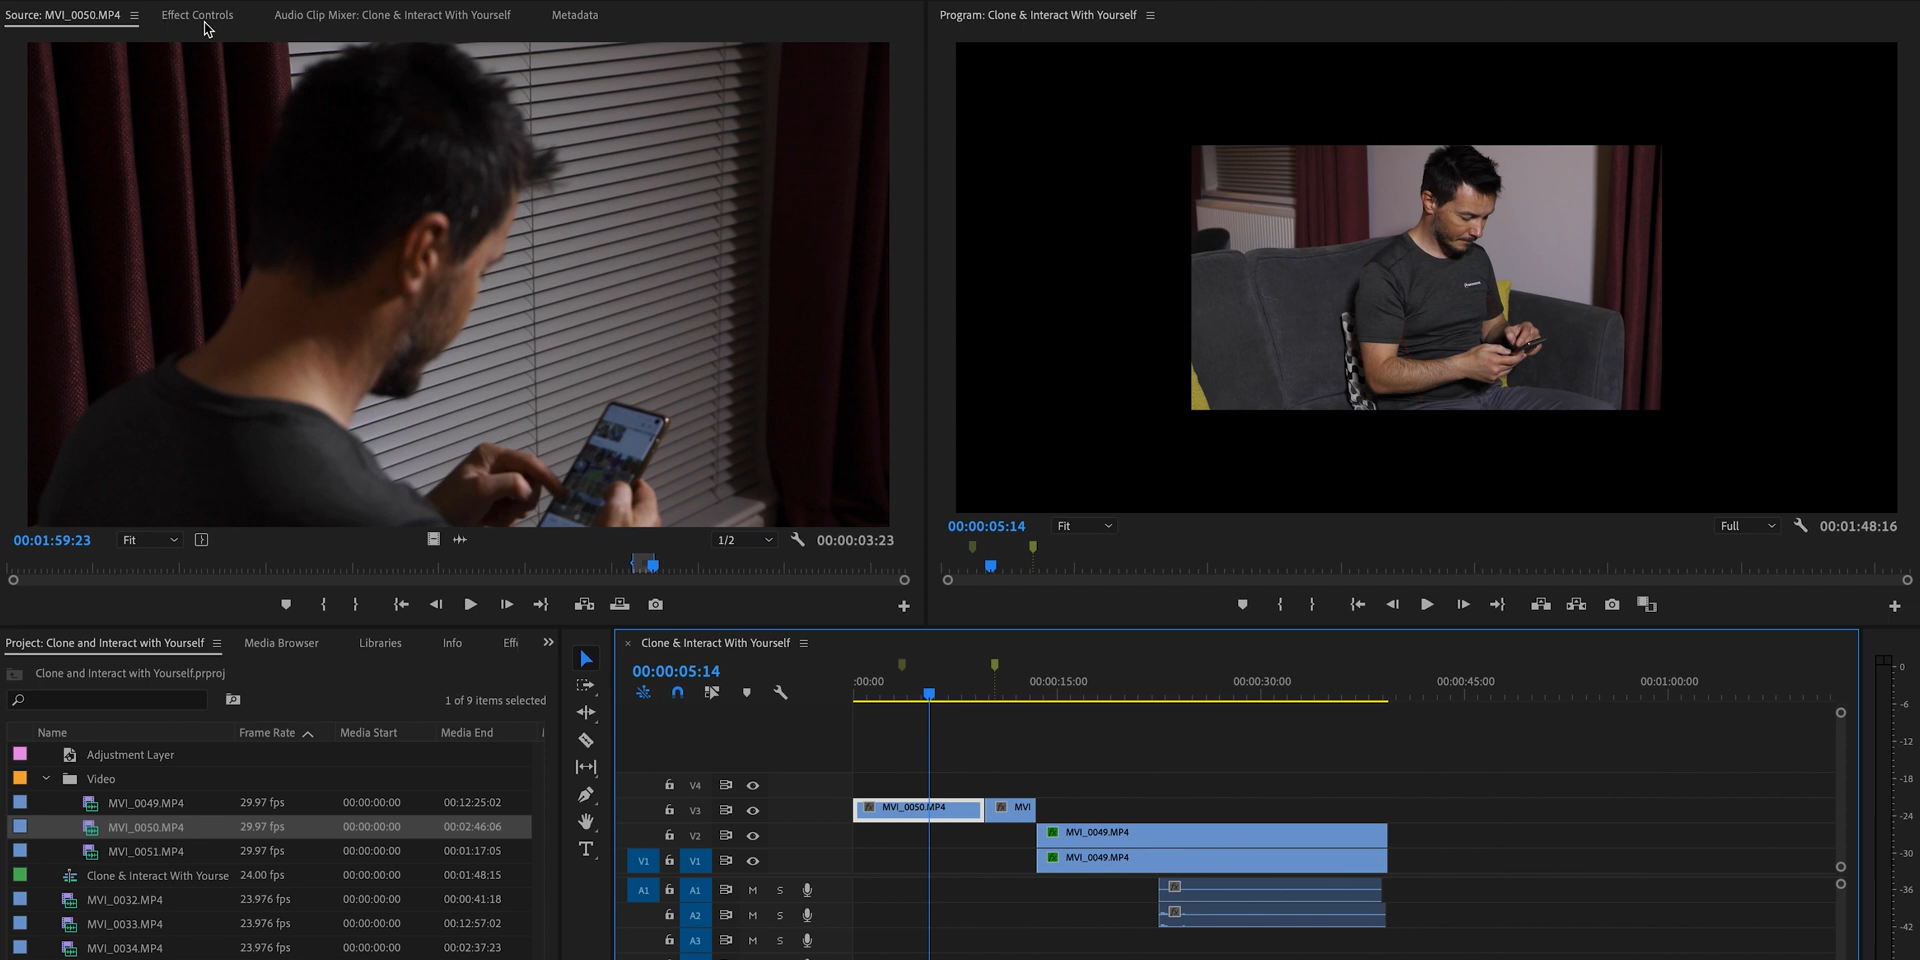 Source: MVI_0050.MP4
Effect Controls
Audio Clip Mixer: Clone & Interact With Yourself
Metadata
Program: Clone & Interact With Yourself
00:01:59:23
Fit
1/2
00:00:03:23
00:00:05:14
Fit
Full
00:01:48:16
Project: Clone and Interact with Yourself
Media Browser
Libraries
Info
Eff
Clone and Interact with Yourself.prproj
1 of 9 items selected
Name Frame Rate Media Start Media End
Adjustment Layer
Video
MVI_0049.MP4 29.97 fps 00:00:00:00 00:12:25:02
MVI_0050.MP4 29.97 fps 00:00:00:00 00:02:46:06
MVI_0051.MP4 29.97 fps 00:00:00:00 00:01:17:05
Clone & Interact With Yourse 24.00 fps 00:00:00:00 00:01:48:15
MVI_0032.MP4 23.976 fps 00:00:00:00 00:00:41:18
MVI_0033.MP4 23.976 fps 00:00:00:00 00:12:57:02
MVI_0034.MP4 23.976 fps 00:00:00:00 00:02:37:23
T
Clone & Interact With Yourself
00:00:05:14
:00:00 00:00:15:00 00:00:30:00 00:00:45:00 00:01:00:00
V4
V3 MVI_0050.MP4 MVI
V2 MVI_0049.MP4
V1 V1 MVI_0049.MP4
A1 A1 M S
A2 M S
A3 M S
0
-6
-12
-18
-24
-30
-36
-42